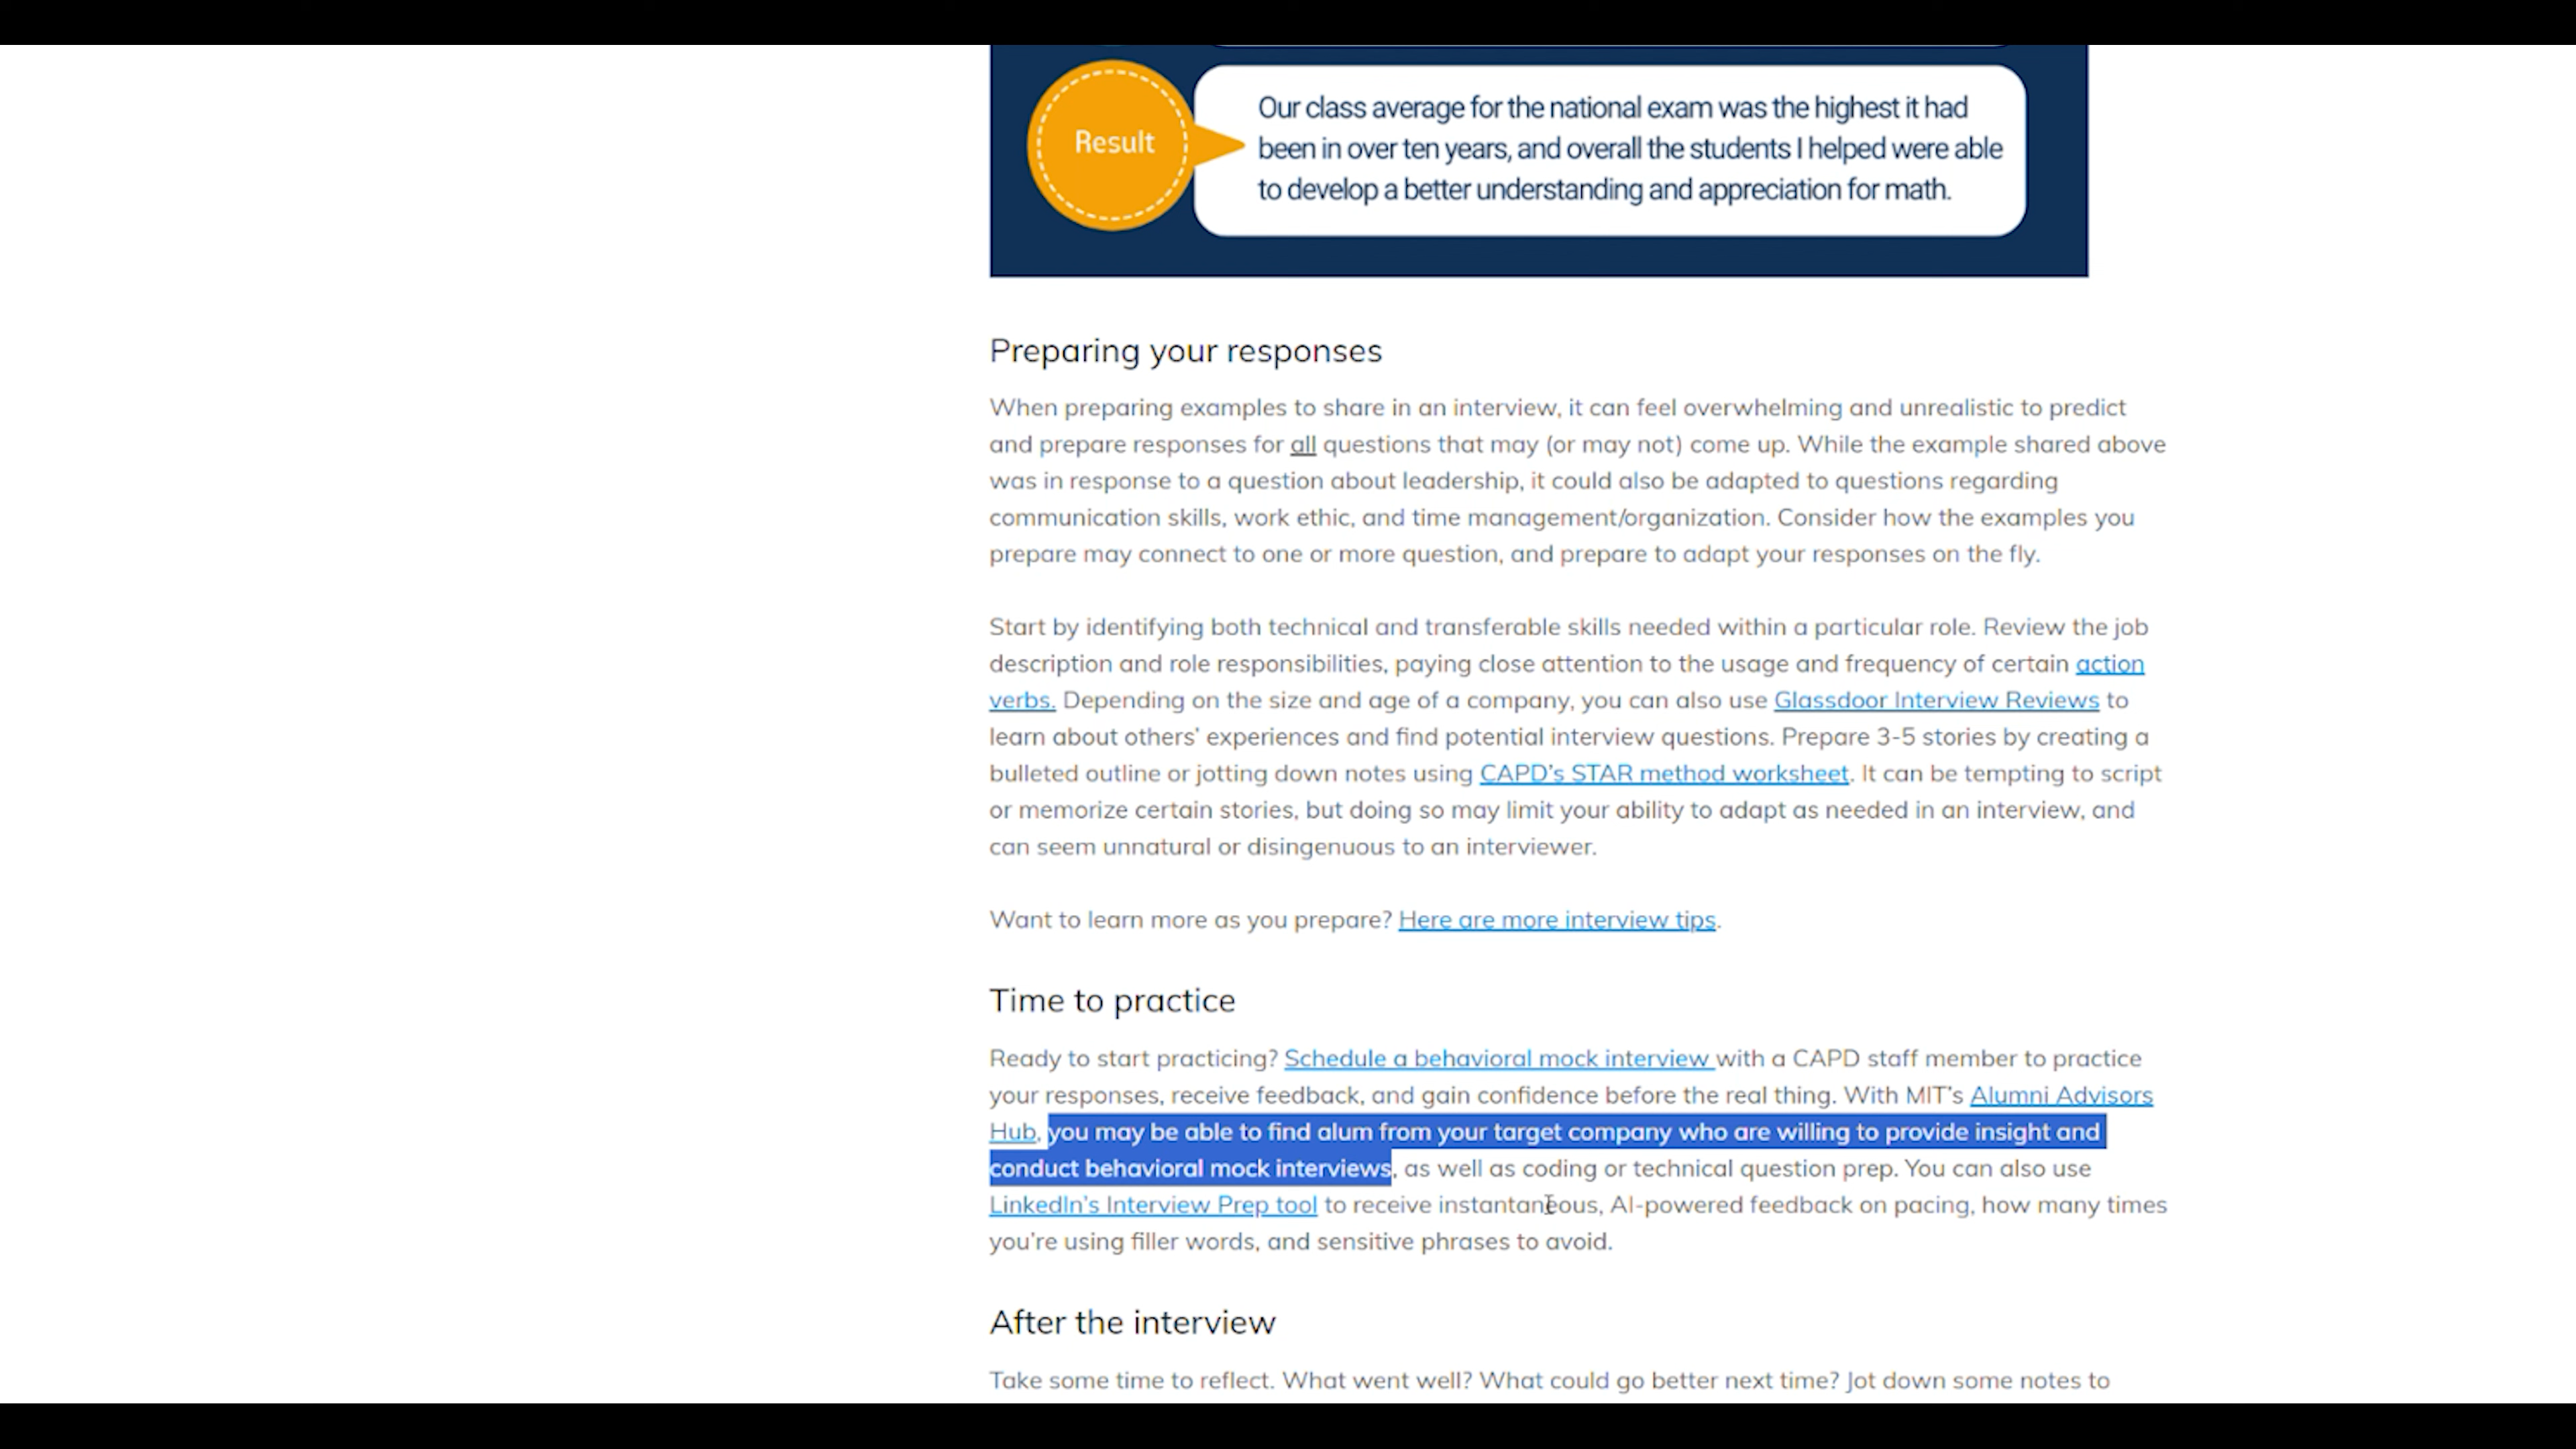 Result
Our class average for the national exam was the highest it had
been in over ten years, and overall the students I helped were able
to develop a better understanding and appreciation for math.
Preparing your responses
When preparing examples to share in an interview, it can feel overwhelming and unrealistic to predict
and prepare responses for all questions that may (or may not) come up. While the example shared above
was in response to a question about leadership, it could also be adapted to questions regarding
communication skills, work ethic, and time management/organization. Consider how the examples you
prepare may connect to one or more question, and prepare to adapt your responses on the fly.
Start by identifying both technical and transferable skills needed within a particular role. Review the job
description and role responsibilities, paying close attention to the usage and frequency of certain action
verbs. Depending on the size and age of a company, you can also use Glassdoor Interview Reviews to
learn about others' experiences and find potential interview questions. Prepare 3-5 stories by creating a
bulleted outline or jotting down notes using CAPD's STAR method worksheet. It can be tempting to script
or memorize certain stories, but doing so may limit your ability to adapt as needed in an interview, and
can seem unnatural or disingenuous to an interviewer.
Want to learn more as you prepare? Here are more interview tips.
Time to practice
Ready to start practicing? Schedule a behavioral mock interview with a CAPD staff member to practice
your responses, receive feedback, and gain confidence before the real thing. With MIT's Alumni Advisors
Hub, you may be able to find alum from your target company who are willing to provide insight and
conduct behavioral mock interviews, as well as coding or technical question prep. You can also use
LinkedIn's Interview Prep tool to receive instantaneous, AI-powered feedback on pacing, how many times
you're using filler words, and sensitive phrases to avoid.
After the interview
Take some time to reflect. What went well? What could go better next time? Jot down some notes to